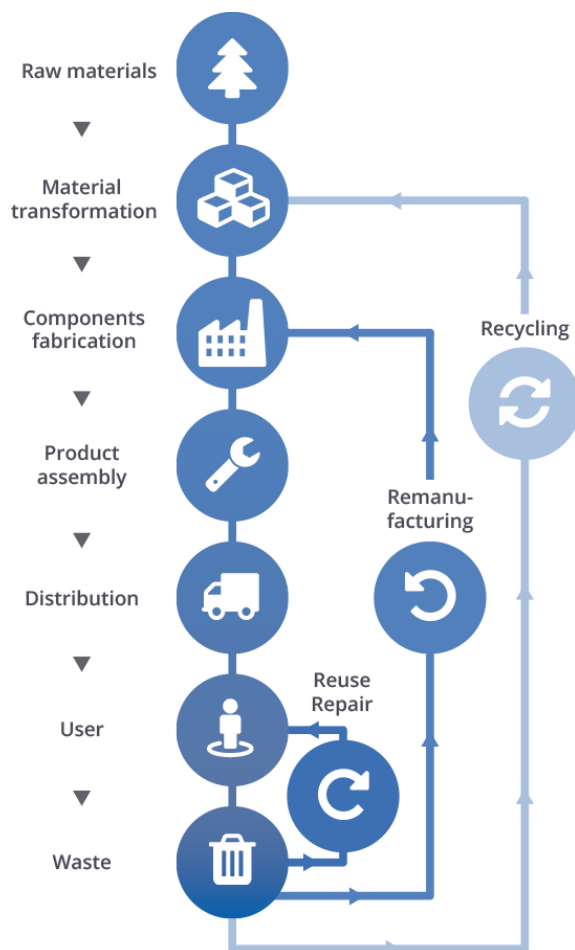 Raw materials
Material
transformation
Components
fabrication
Recycling
Product
assembly
Remanu-
facturing
Distribution
Reuse
Repair
User
Waste